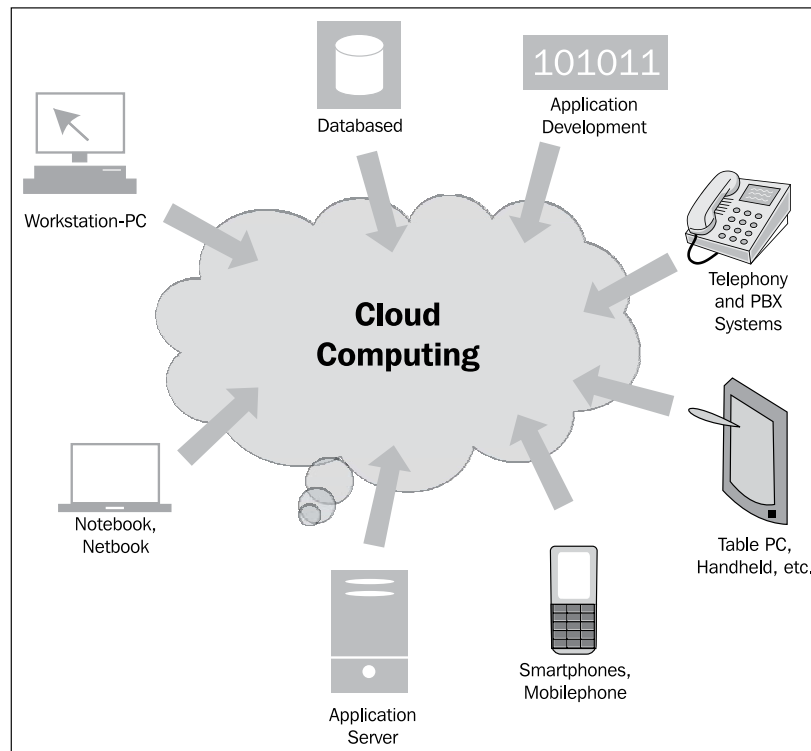 Databased
101011
Application
Development
Workstation-PC
Telephony
and PBX
Systems
Cloud
Computing
Notebook,
Netbook
Table PC,
Handheld, etc.
Smartphones,
Mobilephone
Application
Server